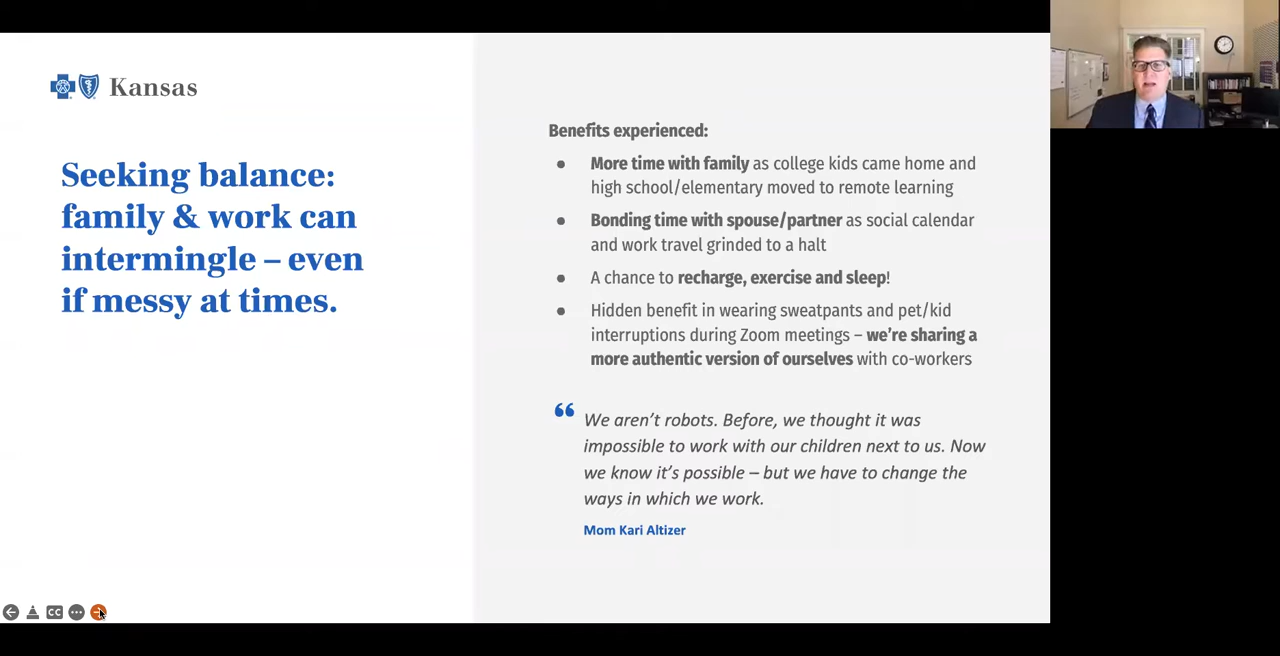 Kansas
Seeking balance:
family & work can
intermingle – even
if messy at times.
Benefits experienced:
● More time with family as college kids came home and
high school/elementary moved to remote learning
● Bonding time with spouse/partner as social calendar
and work travel grinded to a halt
● A chance to recharge, exercise and sleep!
● Hidden benefit in wearing sweatpants and pet/kid
interruptions during Zoom meetings – we’re sharing a
more authentic version of ourselves with co-workers
“ We aren’t robots. Before, we thought it was
impossible to work with our children next to us. Now
we know it’s possible – but we have to change the
ways in which we work.
Mom Kari Altizer
CC